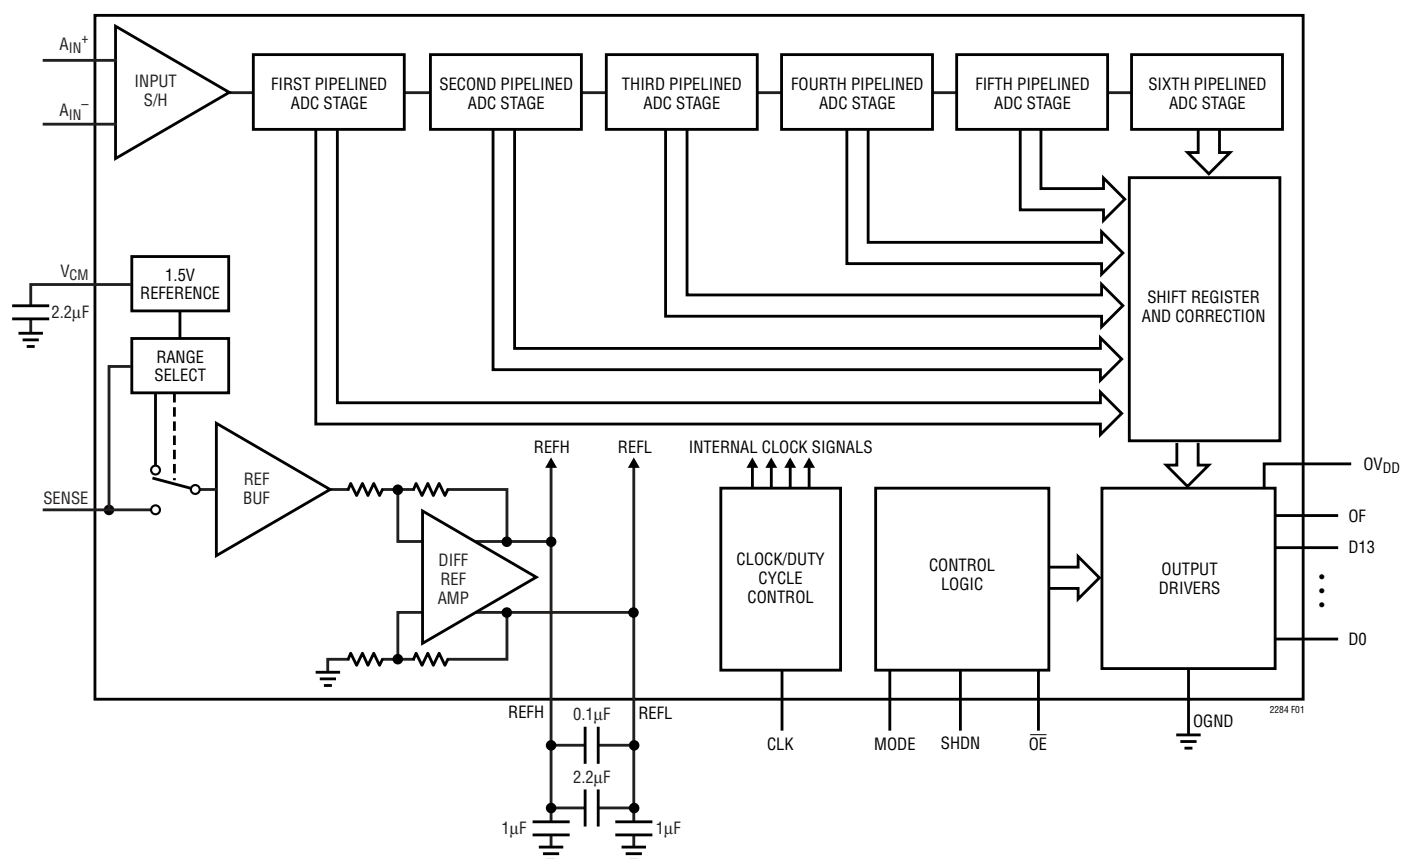 AIN+
AIN–
INPUT
S/H
FIRST PIPELINED
ADC STAGE
SECOND PIPELINED
ADC STAGE
THIRD PIPELINED
ADC STAGE
FOURTH PIPELINED
ADC STAGE
FIFTH PIPELINED
ADC STAGE
SIXTH PIPELINED
ADC STAGE
VCM
2.2µF
1.5V
REFERENCE
RANGE
SELECT
SHIFT REGISTER
AND CORRECTION
SENSE
REF
BUF
DIFF
REF
AMP
REFH
REFL
INTERNAL CLOCK SIGNALS
CLOCK/DUTY
CYCLE
CONTROL
CONTROL
LOGIC
OUTPUT
DRIVERS
OVDD
OF
D13
D0
REFH
0.1µF
REFL
2.2µF
1µF
1µF
CLK
MODE
SHDN
O̅E̅
OGND
2284 F01